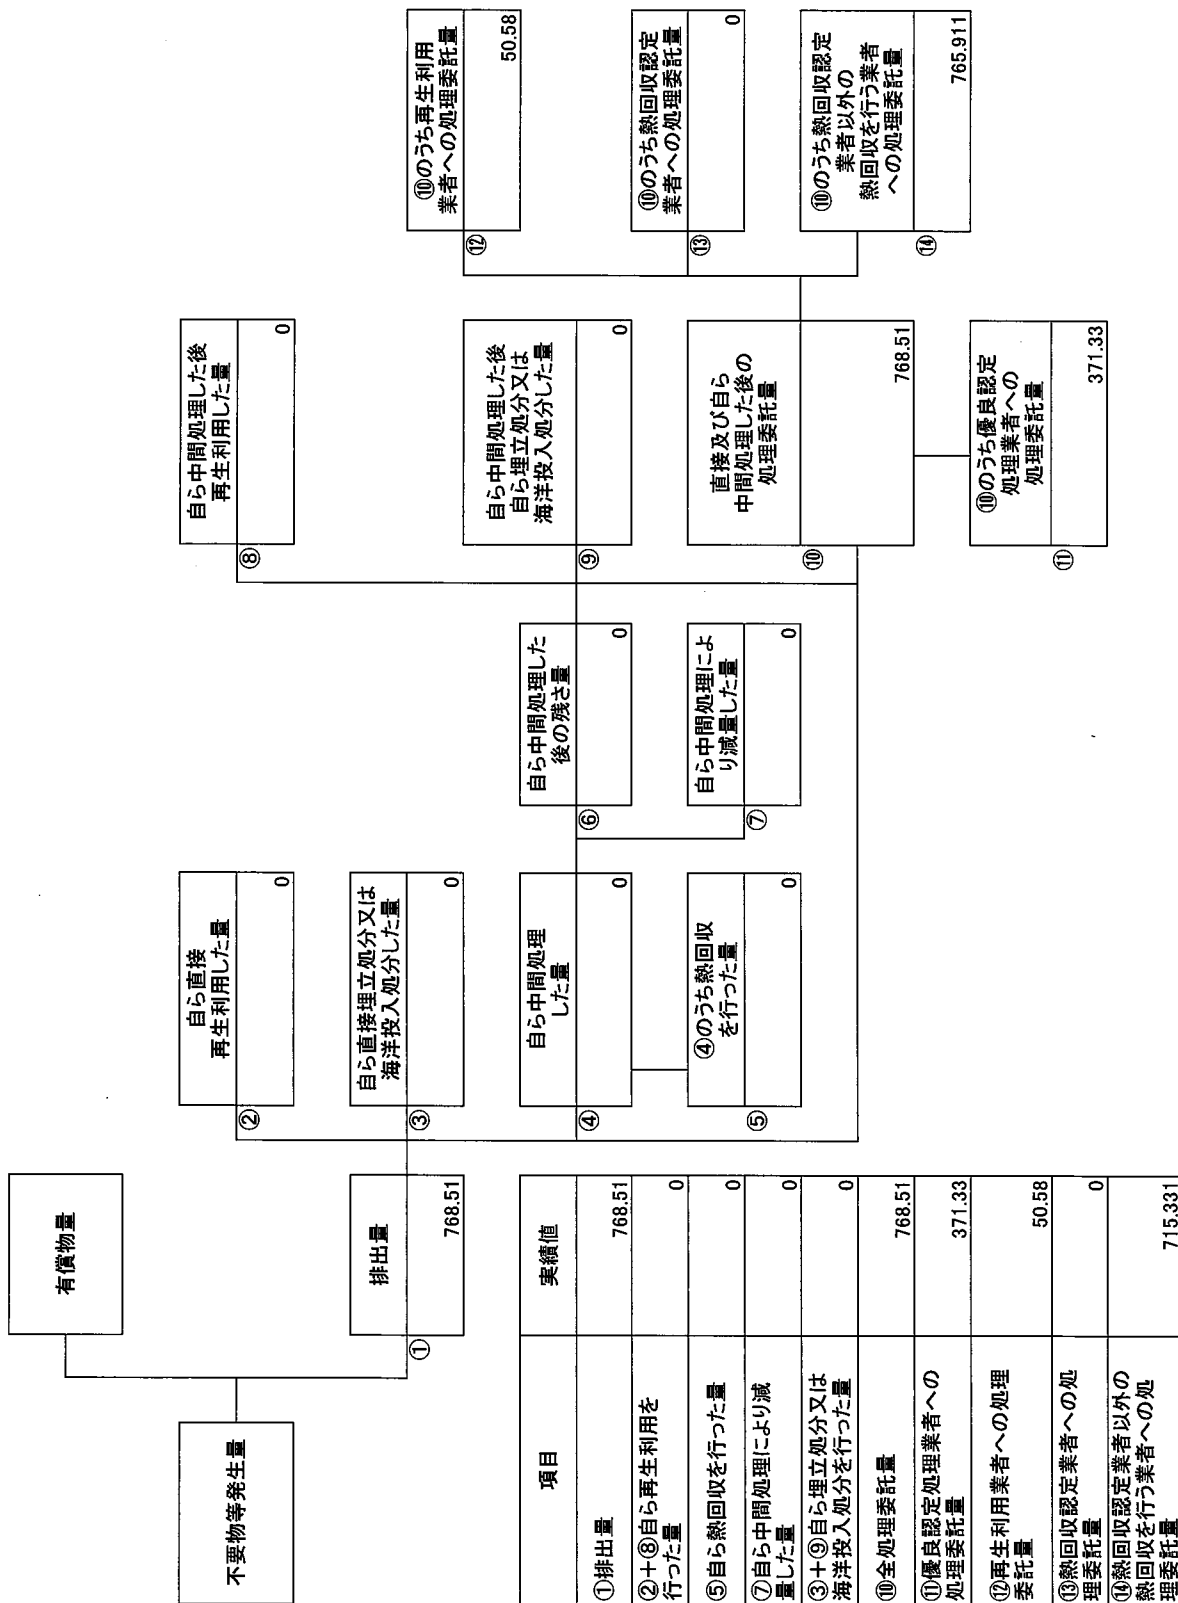 不要物等発生量
有償物量
①
排出量
768.51
②
自ら直接
再生利用した量
0
③
自ら直接埋立処分又は
海洋投入処分した量
0
④
自ら中間処理
した量
0
⑤
④のうち熱回収
を行った量
0
⑥
自ら中間処理した
後の残さ量
0
⑦
自ら中間処理によ
り減量した量
0
⑧
自ら中間処理した後
再生利用した量
0
⑨
自ら中間処理した後
自ら埋立処分又は
海洋投入処分した量
0
⑩
直接及び自ら
中間処理した後の
処理委託量
768.51
⑪
⑩のうち優良認定
処理業者への
処理委託量
371.33
⑫
⑩のうち再生利用
業者への処理委託量
50.58
⑬
⑩のうち熱回収認定
業者への処理委託量
0
⑭
⑩のうち熱回収認定
業者以外の
熱回収を行う業者
への処理委託量
765.911
項目
実績値
①排出量
768.51
②+⑧自ら再生利用を
行った量
0
⑤自ら熱回収を行った量
0
⑦自ら中間処理により減
量した量
0
③+⑨自ら埋立処分又は
海洋投入処分を行った量
0
⑩全処理委託量
768.51
⑪優良認定処理業者への
処理委託量
371.33
⑫再生利用業者への処理
委託量
50.58
⑬熱回収認定業者への処
理委託量
0
⑭熱回収認定業者以外の
熱回収を行う業者への処
理委託量
715.331